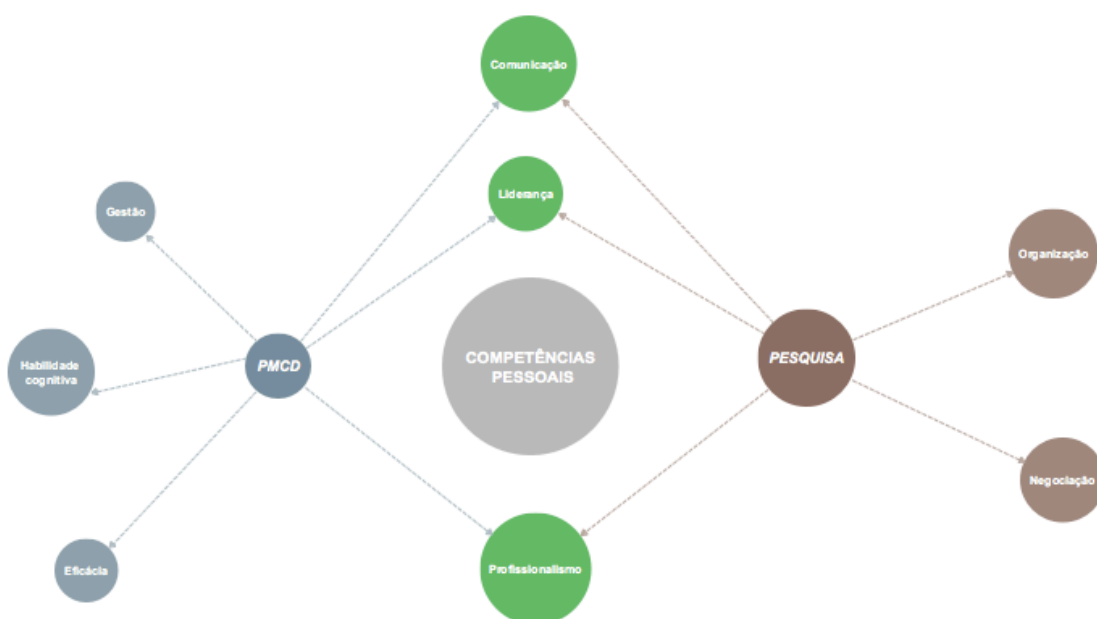 Comunicação
Liderança
Gestão
Organização
COMPETÊNCIAS
PESSOAIS
PMCD
PESQUISA
Habilidade
cognitiva
Negociação
Eficácia
Profissionalismo